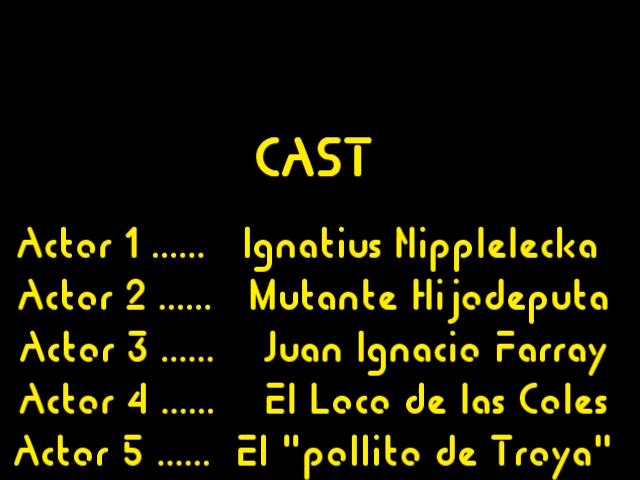 CAST
Actor 1 ...... Ignatius Nipplelecka
Actor 2 ...... Mutante Hijodeputa
Actor 3 ...... Juan Ignacio Farray
Actor 4 ...... El Loco de las Coles
Actor 5 ...... El "pollito de Troya"